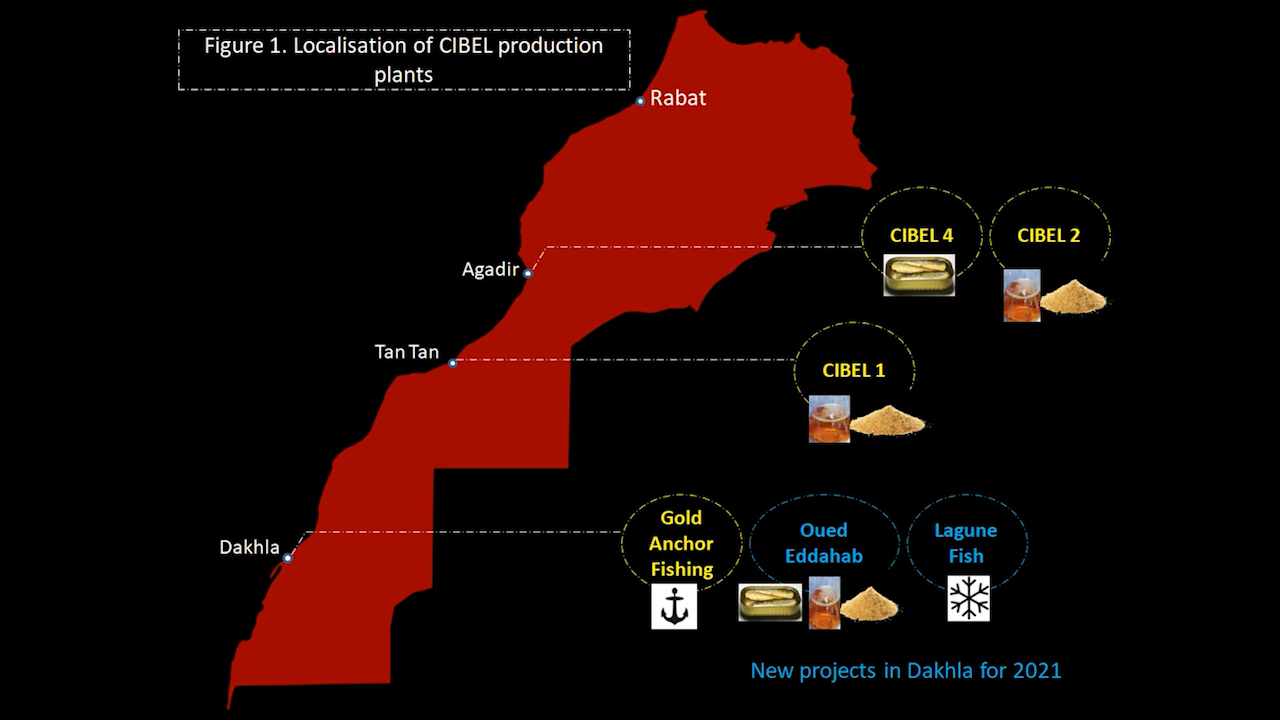 Figure 1. Localisation of CIBEL production
plants
Rabat
CIBEL 4
CIBEL 2
Agadir
Tan Tan
CIBEL 1
Gold
Anchor
Fishing
Oued
Eddahab
Lagune
Fish
Dakhla
New projects in Dakhla for 2021